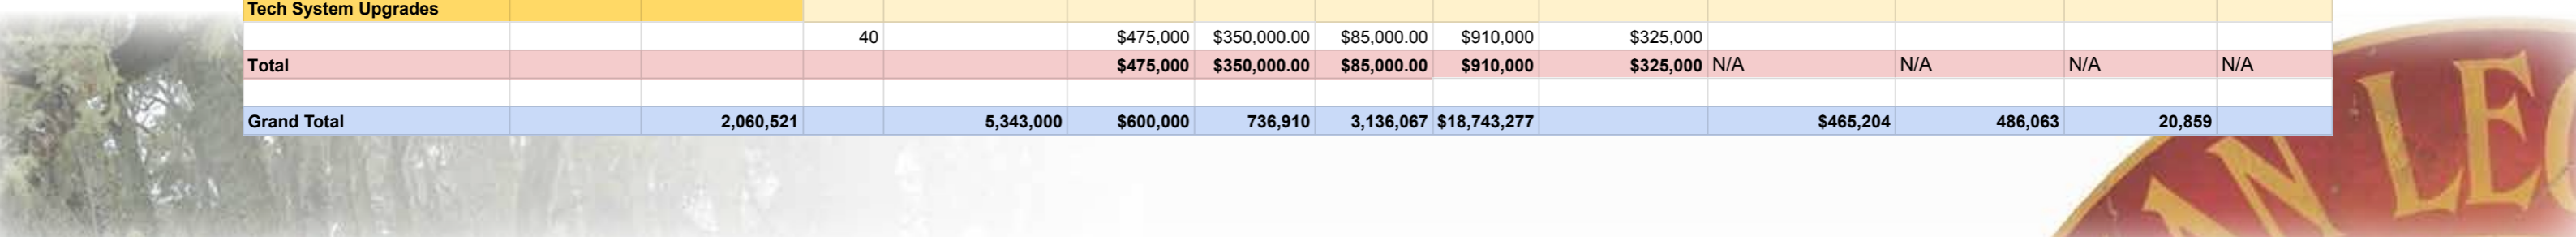 Tech System Upgrades
40 $475,000 $350,000.00 $85,000.00 $910,000 $325,000
Total $475,000 $350,000.00 $85,000.00 $910,000 $325,000 N/A N/A N/A N/A
Grand Total 2,060,521 5,343,000 $600,000 736,910 3,136,067 $18,743,277 $465,204 486,063 20,859
AN LEG